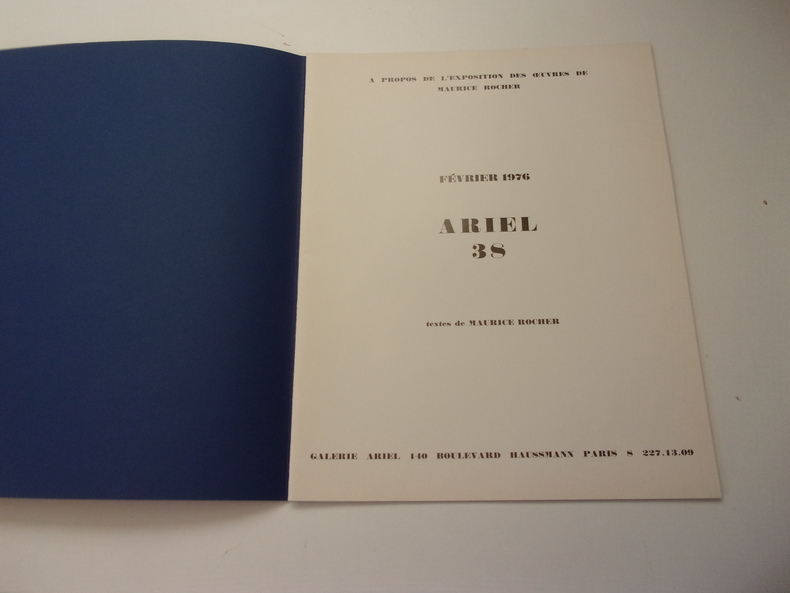 A PROPOS DE L'EXPOSITION DES ŒUVRES DE
MAURICE ROCHER
FÉVRIER 1976
ARIEL
38
textes de MAURICE ROCHER
GALERIE ARIEL 140 BOULEVARD HAUSSMANN PARIS 8 227.13.09